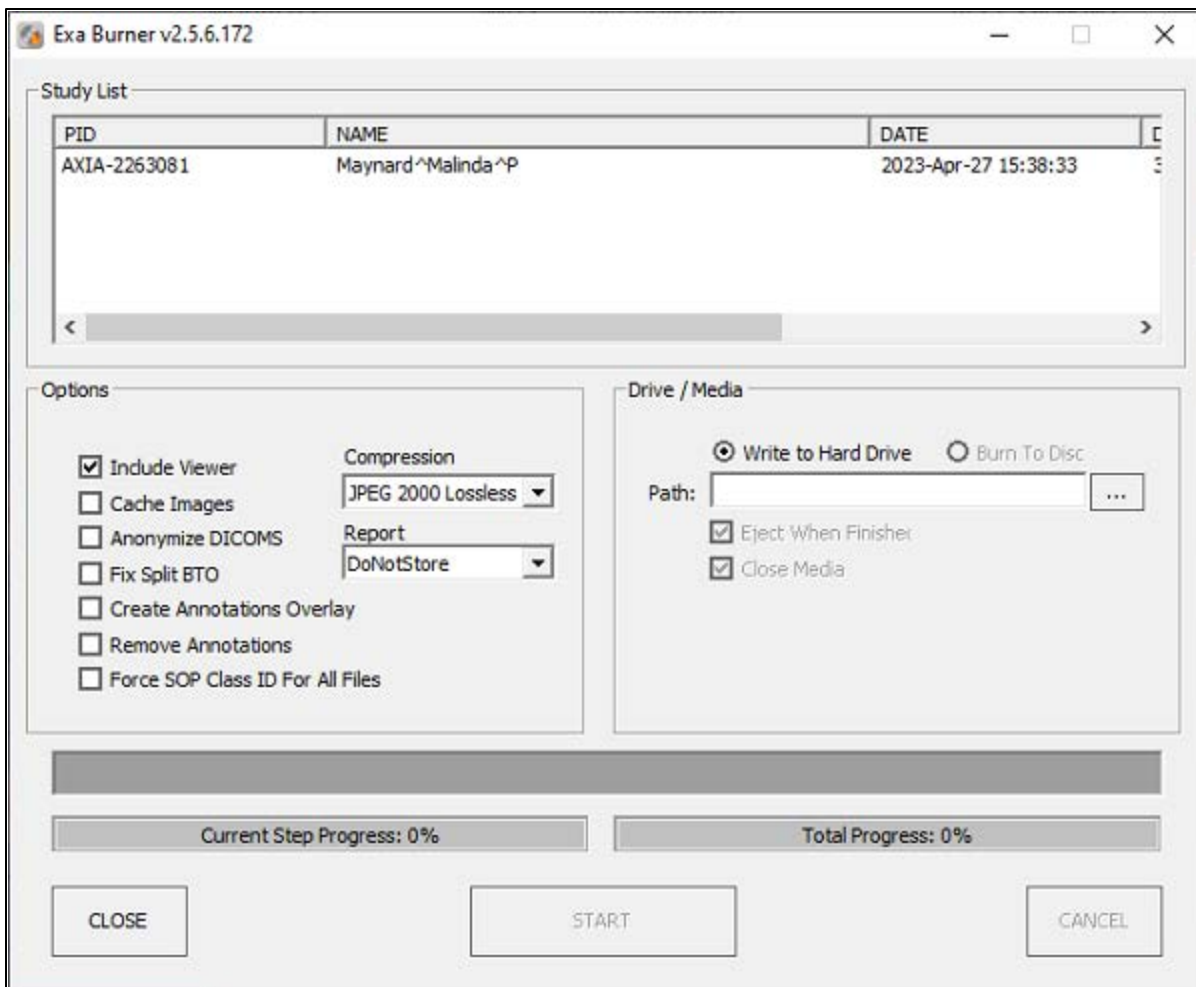 Exa Burner v2.5.6.172
Study List
PID NAME DATE
AXIA-2263081 Maynard^Malinda^P 2023-Apr-27 15:38:33
Options
Include Viewer
Cache Images
Anonymize DICOMS
Fix Split BTO
Create Annotations Overlay
Remove Annotations
Force SOP Class ID For All Files
Compression
JPEG 2000 Lossless
Report
DoNotStore
Drive / Media
Write to Hard Drive Burn To Disc
Path: ...
Eject When Finished
Close Media
Current Step Progress: 0% Total Progress: 0%
CLOSE START CANCEL